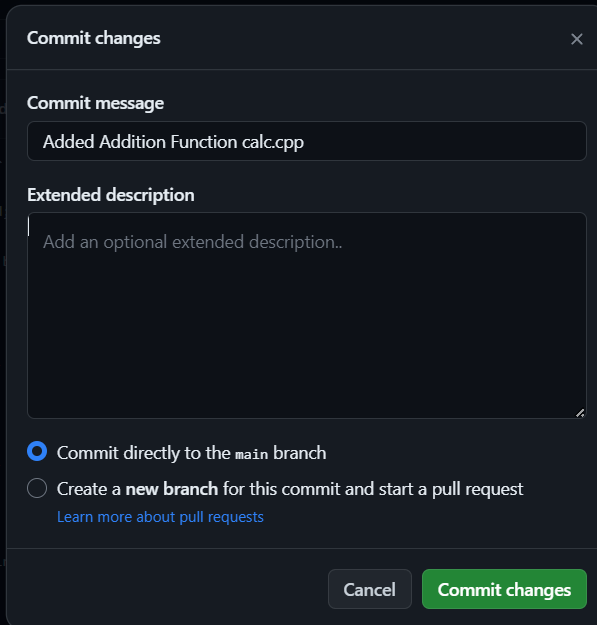 Commit changes
Commit message
Added Addition Function calc.cpp
Extended description
Add an optional extended description..
Commit directly to the main branch
Create a new branch for this commit and start a pull request
Learn more about pull requests
Cancel
Commit changes